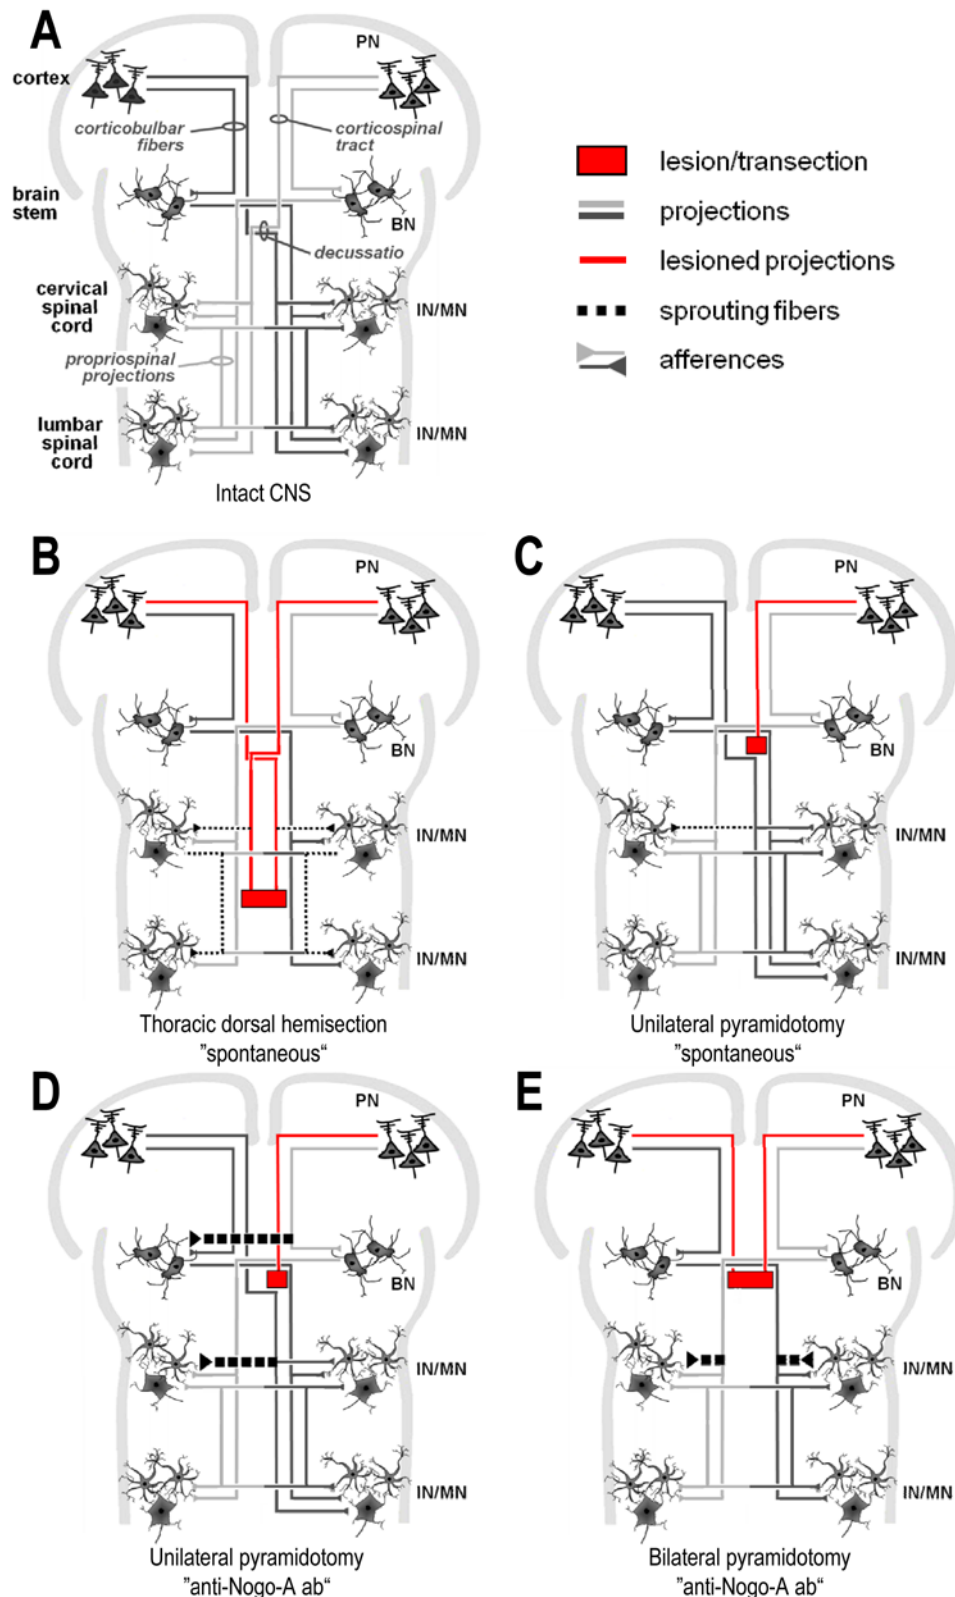 A
PN
cortex
corticobulbar
fibers
corticospinal
tract
brain
stem
BN
decussatio
cervical
spinal
cord
IN/MN
propriospinal
projections
lumbar
spinal
cord
IN/MN
Intact CNS
lesion/transection
projections
lesioned projections
sprouting fibers
afferences
B
PN
BN
IN/MN
IN/MN
Thoracic dorsal hemisection
”spontaneous“
C
PN
BN
IN/MN
IN/MN
Unilateral pyramidotomy
”spontaneous“
D
PN
BN
IN/MN
IN/MN
Unilateral pyramidotomy
”anti-Nogo-A ab“
E
PN
BN
IN/MN
IN/MN
Bilateral pyramidotomy
”anti-Nogo-A ab“